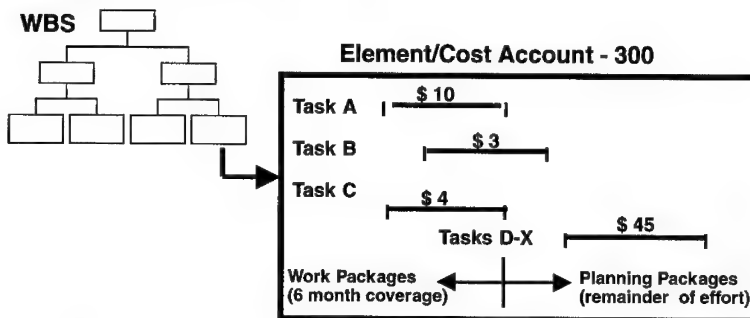 WBS
Element/Cost Account - 300
Task A
$ 10
Task B
$ 3
Task C
$ 4
Tasks D-X
$ 45
Work Packages
(6 month coverage)
Planning Packages
(remainder of effort)